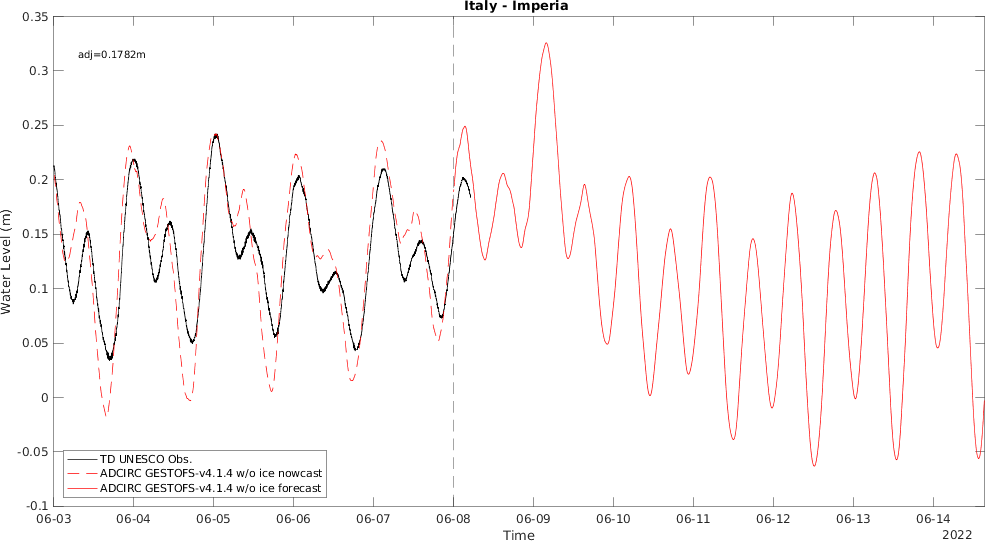 Italy - Imperia
adj=0.1782m
0.35
0.3
0.25
0.2
0.15
0.1
0.05
0
-0.05
-0.1
Water Level (m)
TD UNESCO Obs.
ADCIRC GESTOFS-v4.1.4 w/o ice nowcast
ADCIRC GESTOFS-v4.1.4 w/o ice forecast
06-03 06-04 06-05 06-06 06-07 06-08 06-09 06-10 06-11 06-12 06-13 06-14
Time
2022